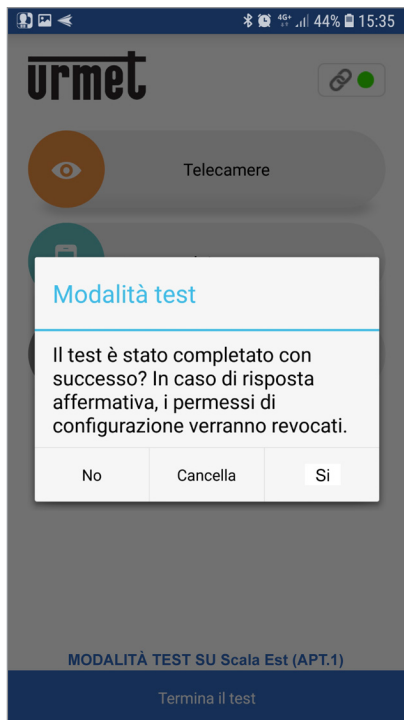 4G+ 44% 15:35
urmet
Telecamere
Modalità test
Il test è stato completato con
successo? In caso di risposta
affermativa, i permessi di
configurazione verranno revocati.
No Cancella Si
MODALITÀ TEST SU Scala Est (APT.1)
Termina il test